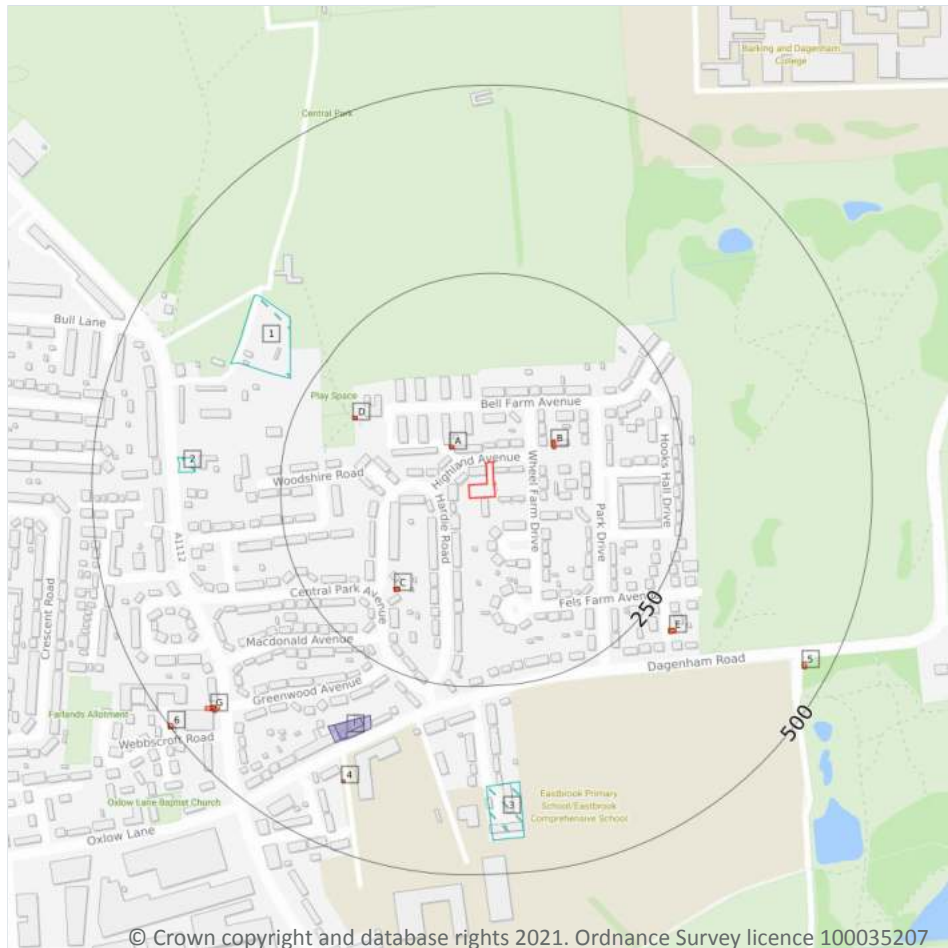 Barking and Dagenham
College
Central Park
Bull Lane
1
Play Space
D
Bell Farm Avenue
A
B
Highland Avenue
2
Woodshire Road
Hooks Hall Drive
Wheel Farm Drive
Hardie Road
Park Drive
A1112
Crescent Road
C
Central Park Avenue
Fels Farm Avenue
250
E
Macdonald Avenue
Dagenham Road
5
Greenwood Avenue
G
Farlands Allotment
6
500
Webbscroft Road
4
3
Eastbrook Primary
School/Eastbrook
Comprehensive School
Oxlow Lane Baptist Church
Oxlow Lane
© Crown copyright and database rights 2021. Ordnance Survey licence 100035207